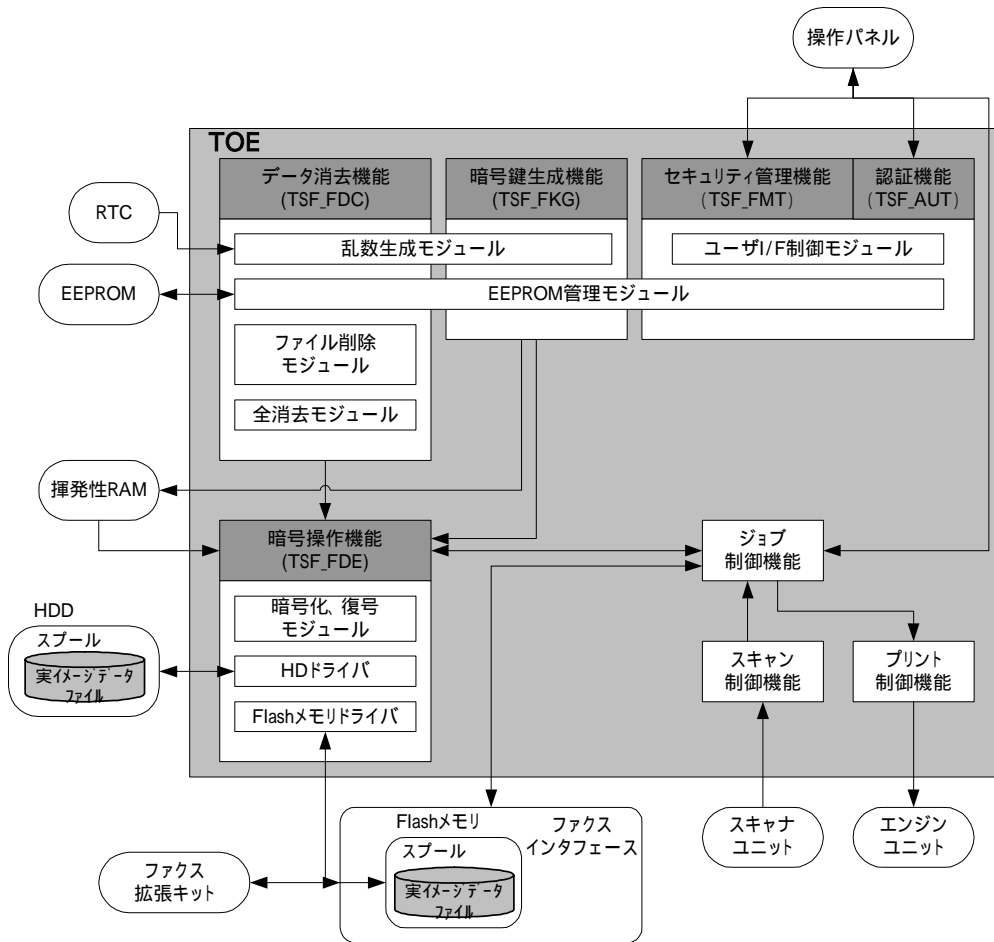 操作パネル
TOE
データ消去機能
(TSF_FDC)
暗号鍵生成機能
(TSF_FKG)
セキュリティ管理機能
(TSF_FMT)
認証機能
(TSF_AUT)
RTC
乱数生成モジュール
ユーザI/F制御モジュール
EEPROM
EEPROM管理モジュール
ファイル削除
モジュール
全消去モジュール
揮発性RAM
暗号操作機能
(TSF_FDE)
ジョブ
制御機能
暗号化、復号
モジュール
HDD
スプール
実イメージデータ
ファイル
HDドライバ
スキャン
制御機能
プリント
制御機能
Flashメモリドライバ
Flashメモリ
ファクス
インタフェース
スプール
実イメージデータ
ファイル
スキャナ
ユニット
エンジン
ユニット
ファクス
拡張キット